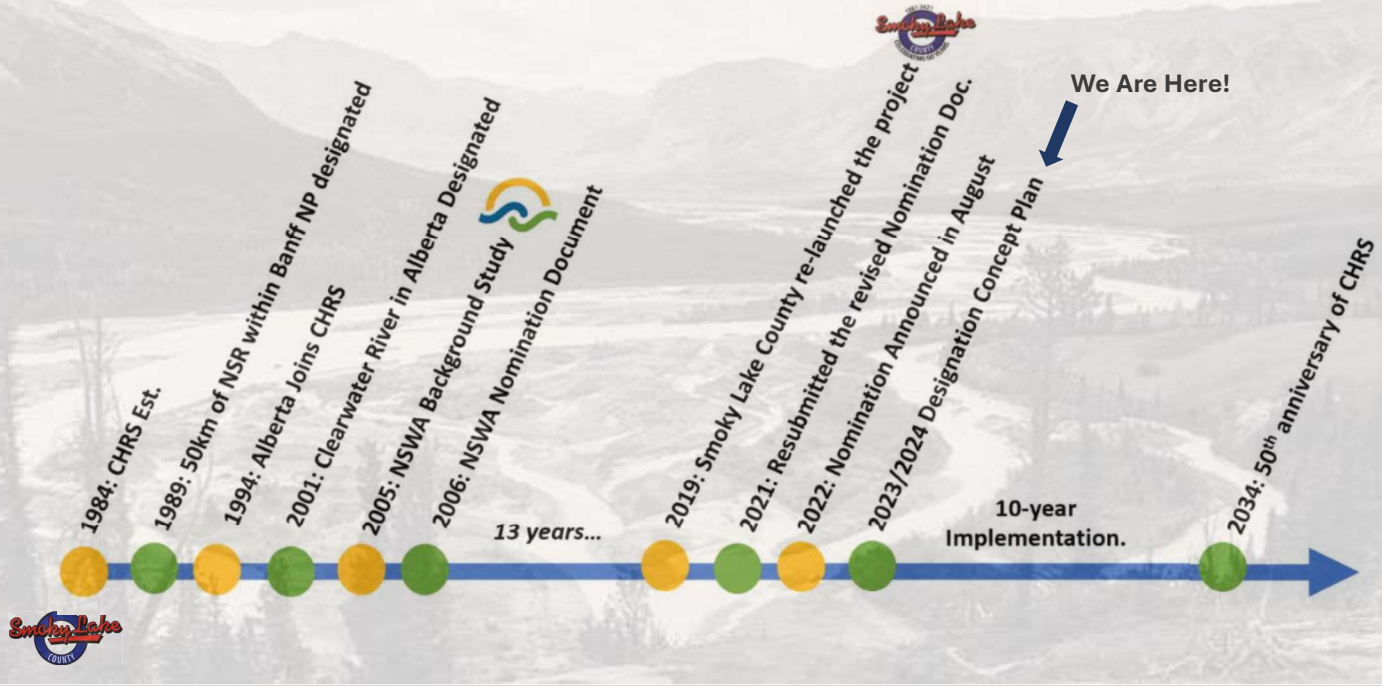 1984: CHRS Est.
1989: 50km of NSR within Banff NP designated
1994: Alberta Joins CHRS
2001: Clearwater River in Alberta Designated
2005: NSWA Background Study
2006: NSWA Nomination Document
13 years...
Smoky Lake
COUNTY
2019: Smoky Lake County re-launched the project
2021: Resubmitted the revised Nomination Doc.
2022: Nomination Announced in August
2023/2024 Designation Concept Plan
We Are Here!
10-year
Implementation.
2034: 50th anniversary of CHRS
Smoky Lake
COUNTY